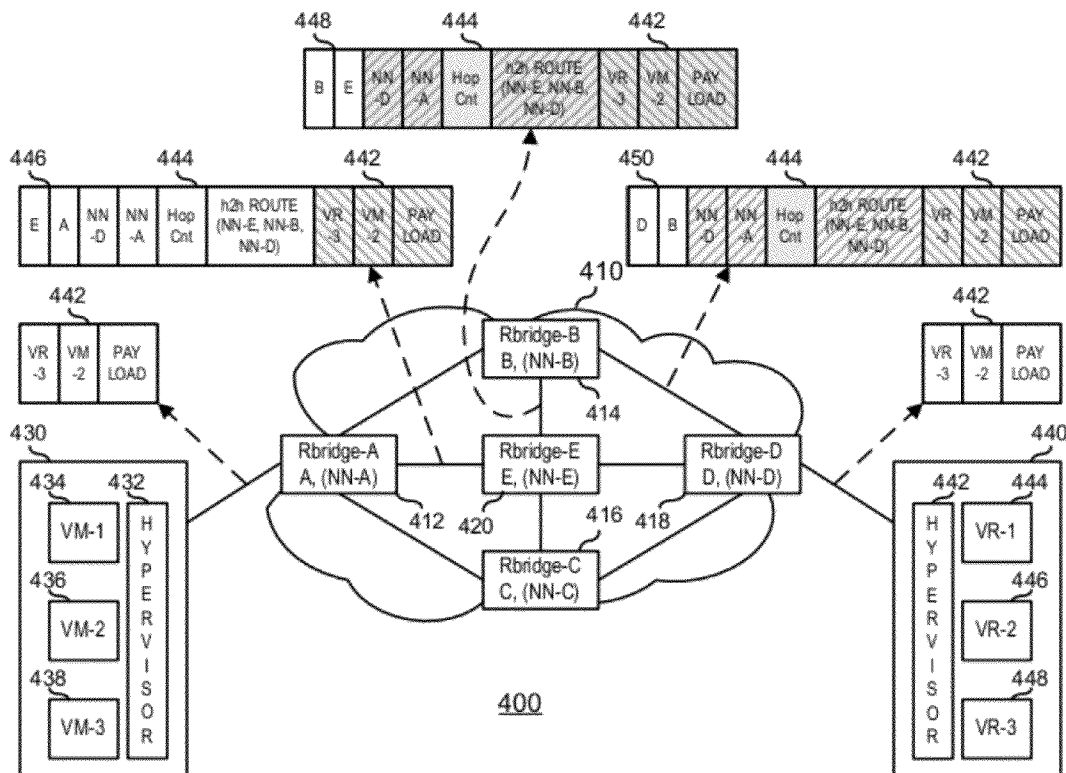 448 444 442
B E NN-D NN-A Hop Cnt h2h ROUTE (NN-E, NN-B, NN-D) VR-3 VM-2 PAY LOAD
446 444 442
E A NN-D NN-A Hop Cnt h2h ROUTE (NN-E, NN-B, NN-D) VR-3 VM-2 PAY LOAD
450 444 442
D B NN-D NN-A Hop Cnt h2h ROUTE (NN-E, NN-B, NN-D) VR-3 VM-2 PAY LOAD
442
VR-3 VM-2 PAY LOAD
410
442
VR-3 VM-2 PAY LOAD
Rbridge-B
B, (NN-B)
414
Rbridge-A
A, (NN-A)
412
Rbridge-E
E, (NN-E)
420
Rbridge-D
D, (NN-D)
418
416
Rbridge-C
C, (NN-C)
430
434 432
VM-1
436
VM-2
438
VM-3
HYPERVISOR
400
440
442 444
HYPERVISOR
VR-1
446
VR-2
448
VR-3